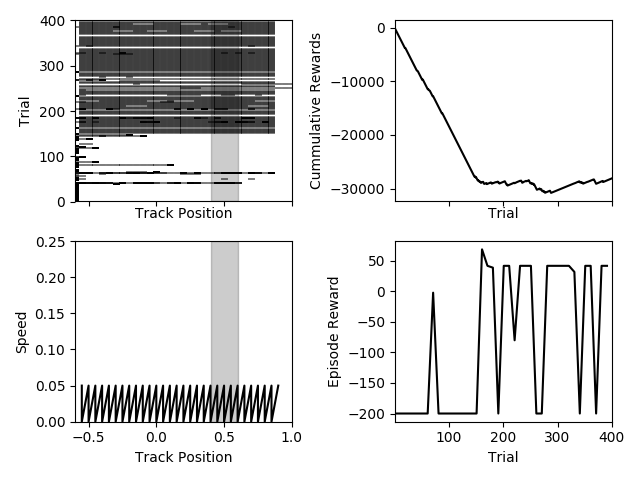 400
300
200
100
0
Trial
Track Position
0
−10000
−20000
−30000
Cummulative Rewards
Trial
0.25
0.20
0.15
0.10
0.05
0.00
Speed
−0.5 0.0 0.5 1.0
Track Position
50
0
−50
−100
−150
−200
Episode Reward
100 200 300 400
Trial